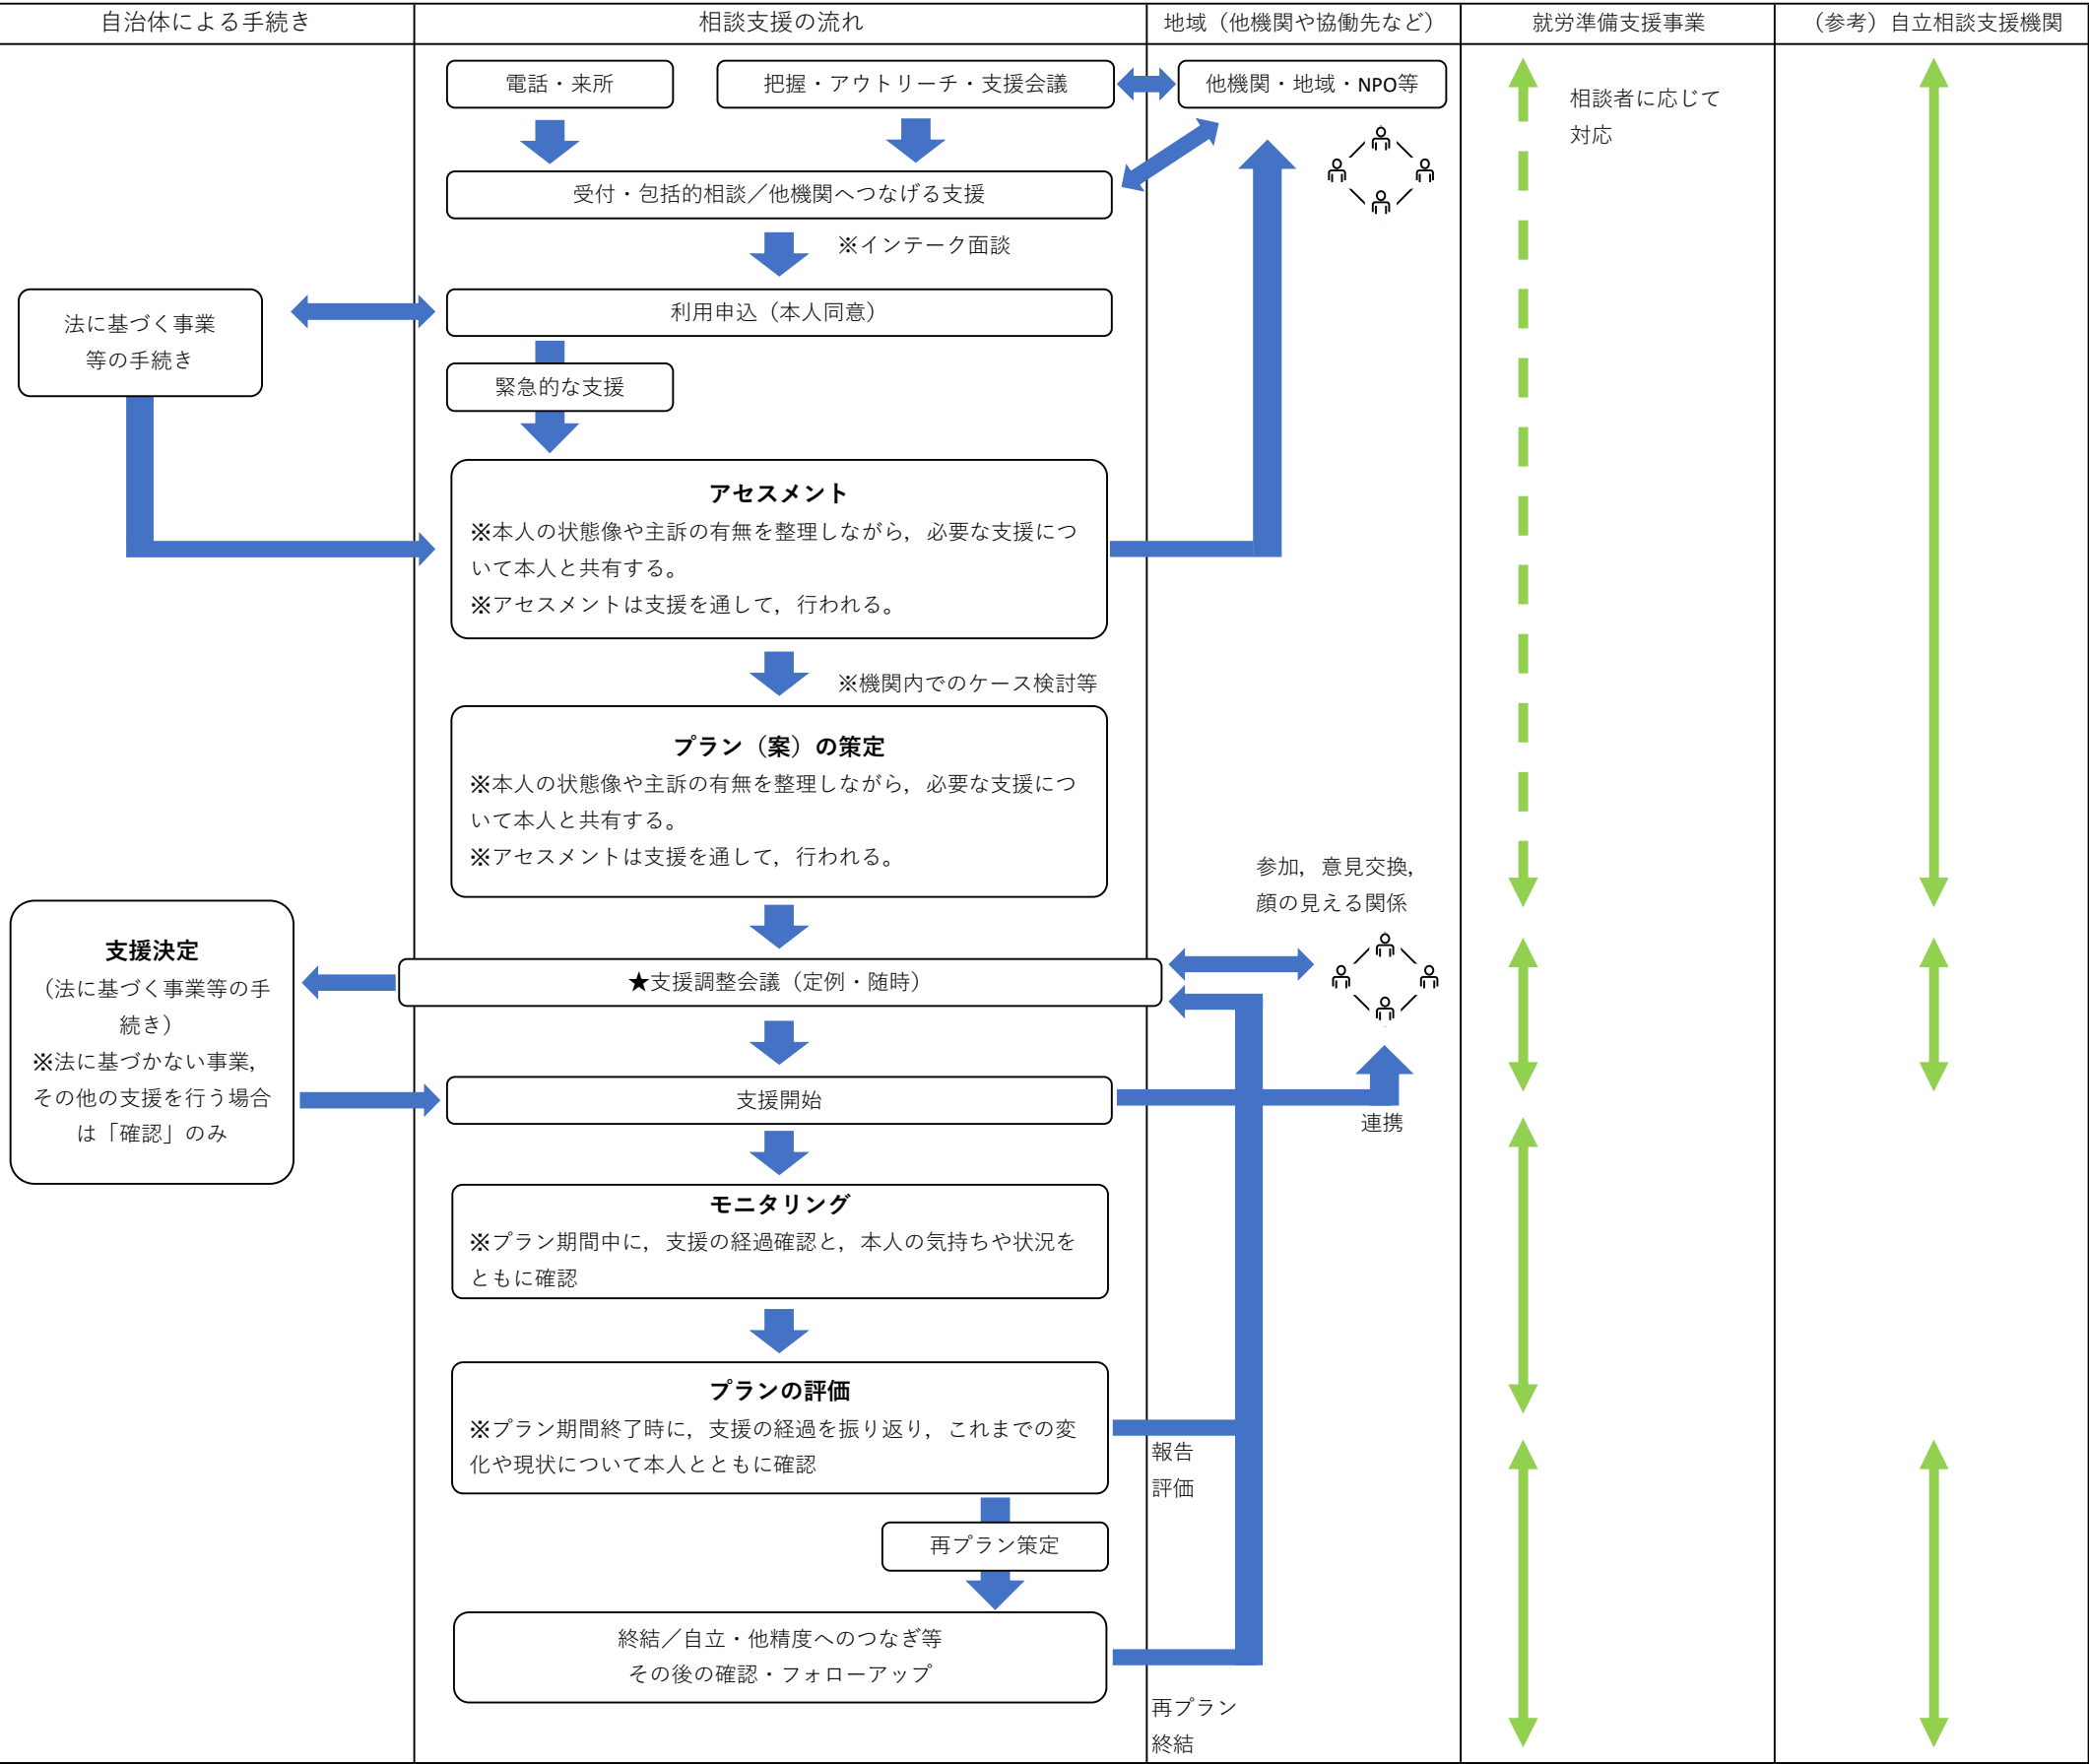 自治体による手続き
相談支援の流れ
地域（他機関や協働先など）
就労準備支援事業
（参考）自立相談支援機関
電話・来所
把握・アウトリーチ・支援会議
他機関・地域・NPO等
相談者に応じて
対応
受付・包括的相談／他機関へつなげる支援
※インテーク面談
法に基づく事業
等の手続き
利用申込（本人同意）
緊急的な支援
アセスメント
※本人の状態像や主訴の有無を整理しながら，必要な支援につ
いて本人と共有する。
※アセスメントは支援を通して，行われる。
※機関内でのケース検討等
プラン（案）の策定
※本人の状態像や主訴の有無を整理しながら，必要な支援につ
いて本人と共有する。
※アセスメントは支援を通して，行われる。
参加，意見交換，
顔の見える関係
支援決定
（法に基づく事業等の手
続き）
※法に基づかない事業，
その他の支援を行う場合
は「確認」のみ
★支援調整会議（定例・随時）
支援開始
連携
モニタリング
※プラン期間中に，支援の経過確認と，本人の気持ちや状況を
ともに確認
プランの評価
※プラン期間終了時に，支援の経過を振り返り，これまでの変
化や現状について本人とともに確認
報告
評価
再プラン策定
終結／自立・他精度へのつなぎ等
その後の確認・フォローアップ
再プラン
終結